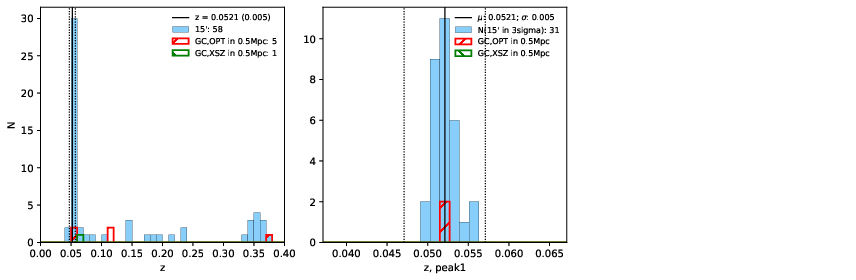 z = 0.0521 (0.005)
15': 58
GC,OPT in 0.5Mpc: 5
GC,XSZ in 0.5Mpc: 1
N
30
25
20
15
10
5
0
0.00 0.05 0.10 0.15 0.20 0.25 0.30 0.35 0.40
z
μ: 0.0521; σ: 0.005
N(15' in 3sigma): 31
GC,OPT in 0.5Mpc
GC,XSZ in 0.5Mpc
10
8
6
4
2
0
0.040 0.045 0.050 0.055 0.060 0.065
z, peak1